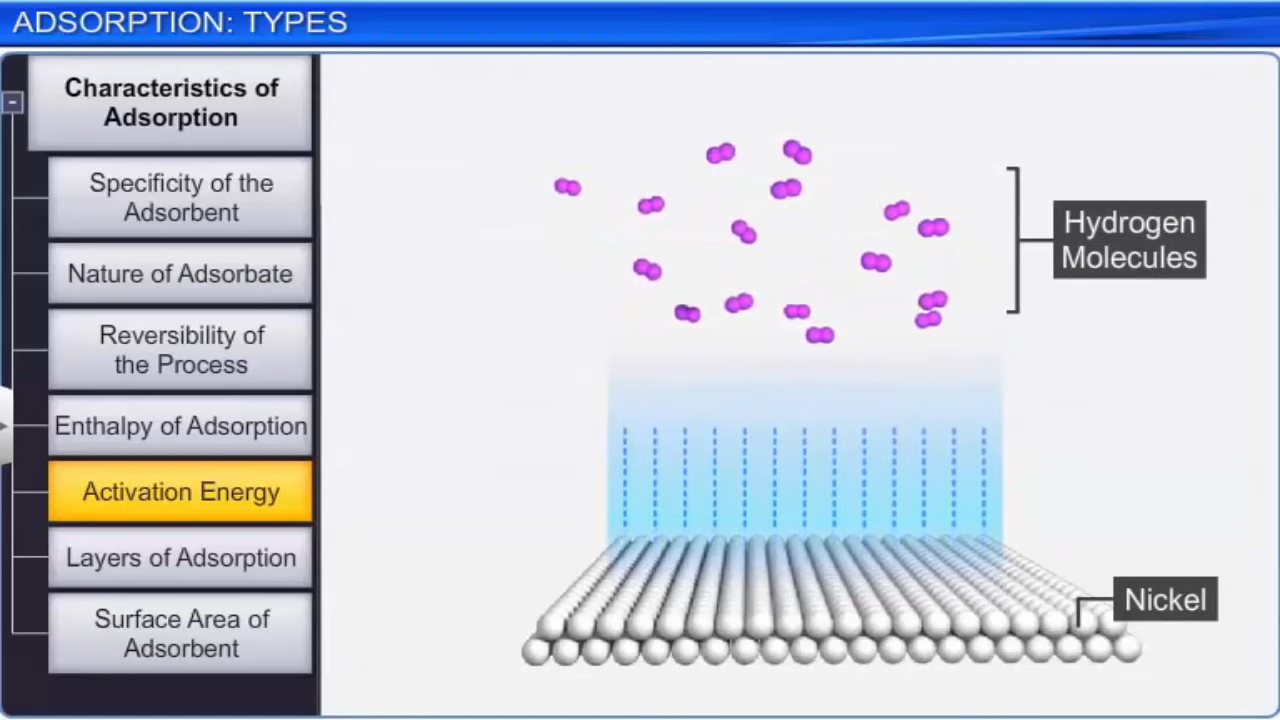 ADSORPTION: TYPES
Characteristics of
Adsorption
Specificity of the
Adsorbent
Nature of Adsorbate
Reversibility of
the Process
Enthalpy of Adsorption
Activation Energy
Layers of Adsorption
Surface Area of
Adsorbent
Hydrogen
Molecules
Nickel